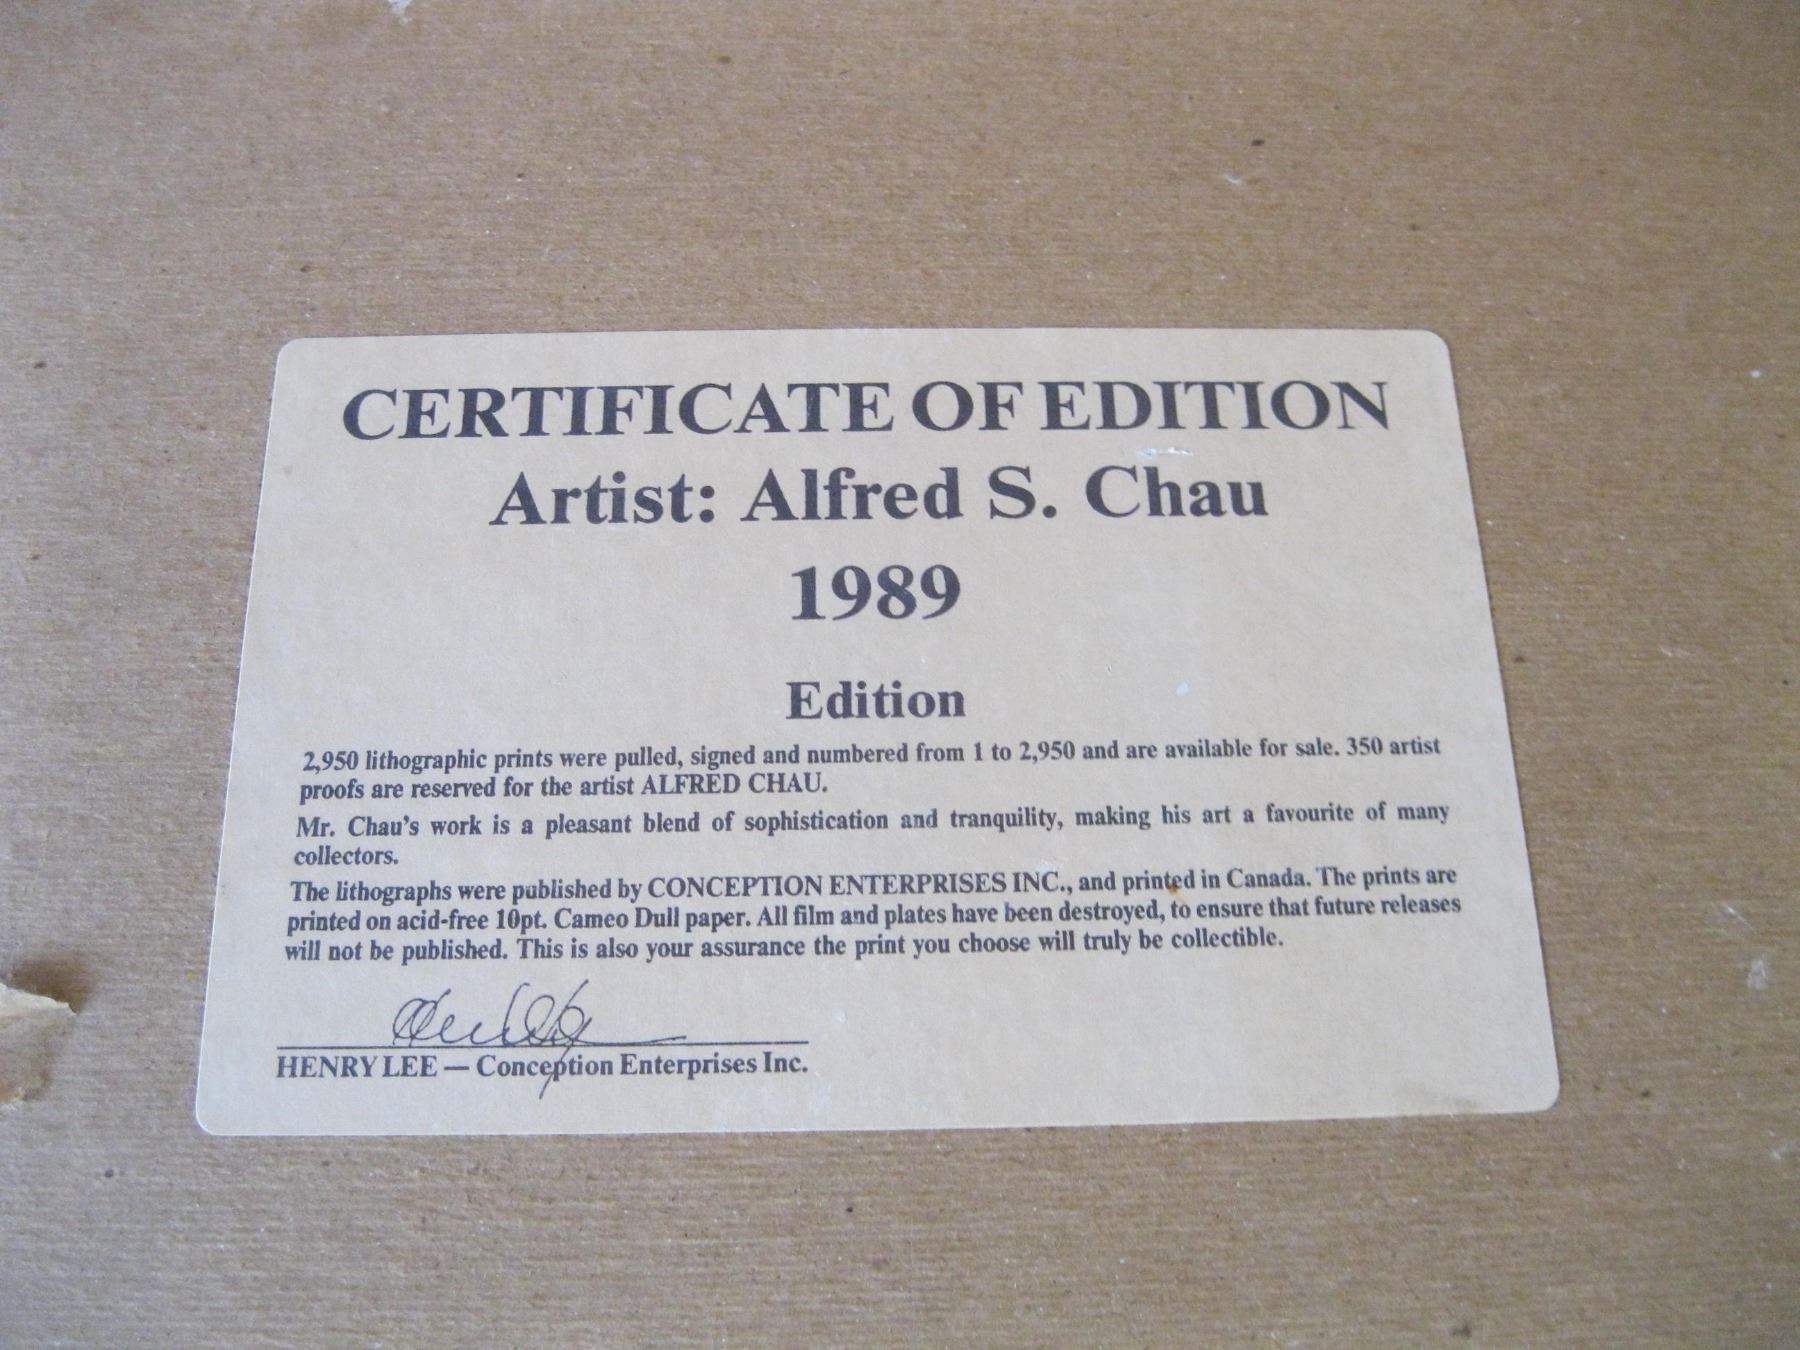 CERTIFICATE OF EDITION
Artist: Alfred S. Chau
1989
Edition
2,950 lithographic prints were pulled, signed and numbered from 1 to 2,950 and are available for sale. 350 artist
proofs are reserved for the artist ALFRED CHAU.
Mr. Chau's work is a pleasant blend of sophistication and tranquility, making his art a favourite of many
collectors.
The lithographs were published by CONCEPTION ENTERPRISES INC., and printed in Canada. The prints are
printed on acid-free 10pt. Cameo Dull paper. All film and plates have been destroyed, to ensure that future releases
will not be published. This is also your assurance the print you choose will truly be collectible.
HENRY LEE — Conception Enterprises Inc.